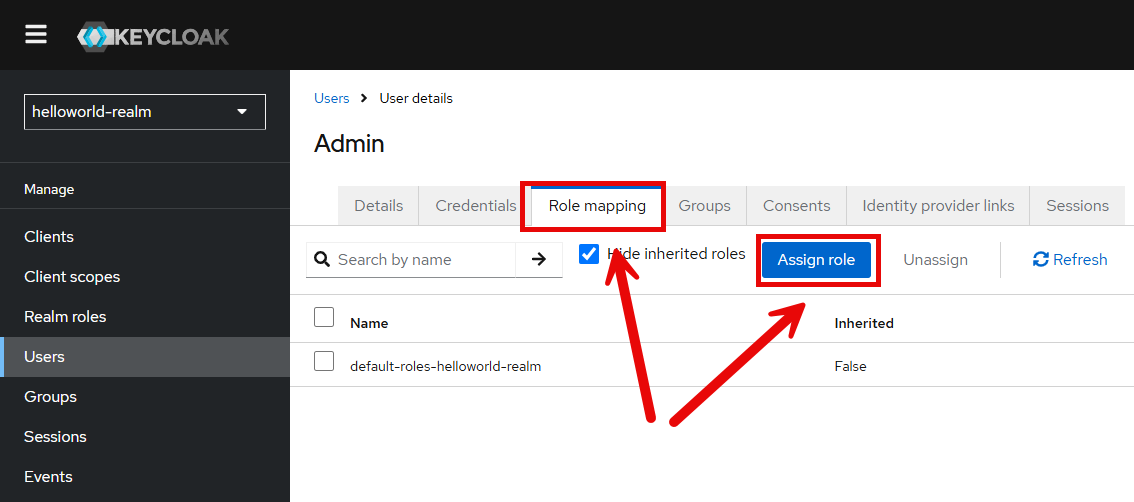 KEYCLOAK
helloworld-realm
Manage
Clients
Client scopes
Realm roles
Users
Groups
Sessions
Events
Users > User details
Admin
Details Credentials Role mapping Groups Consents Identity provider links Sessions
Search by name Hide inherited roles Assign role Unassign Refresh
Name Inherited
default-roles-helloworld-realm False